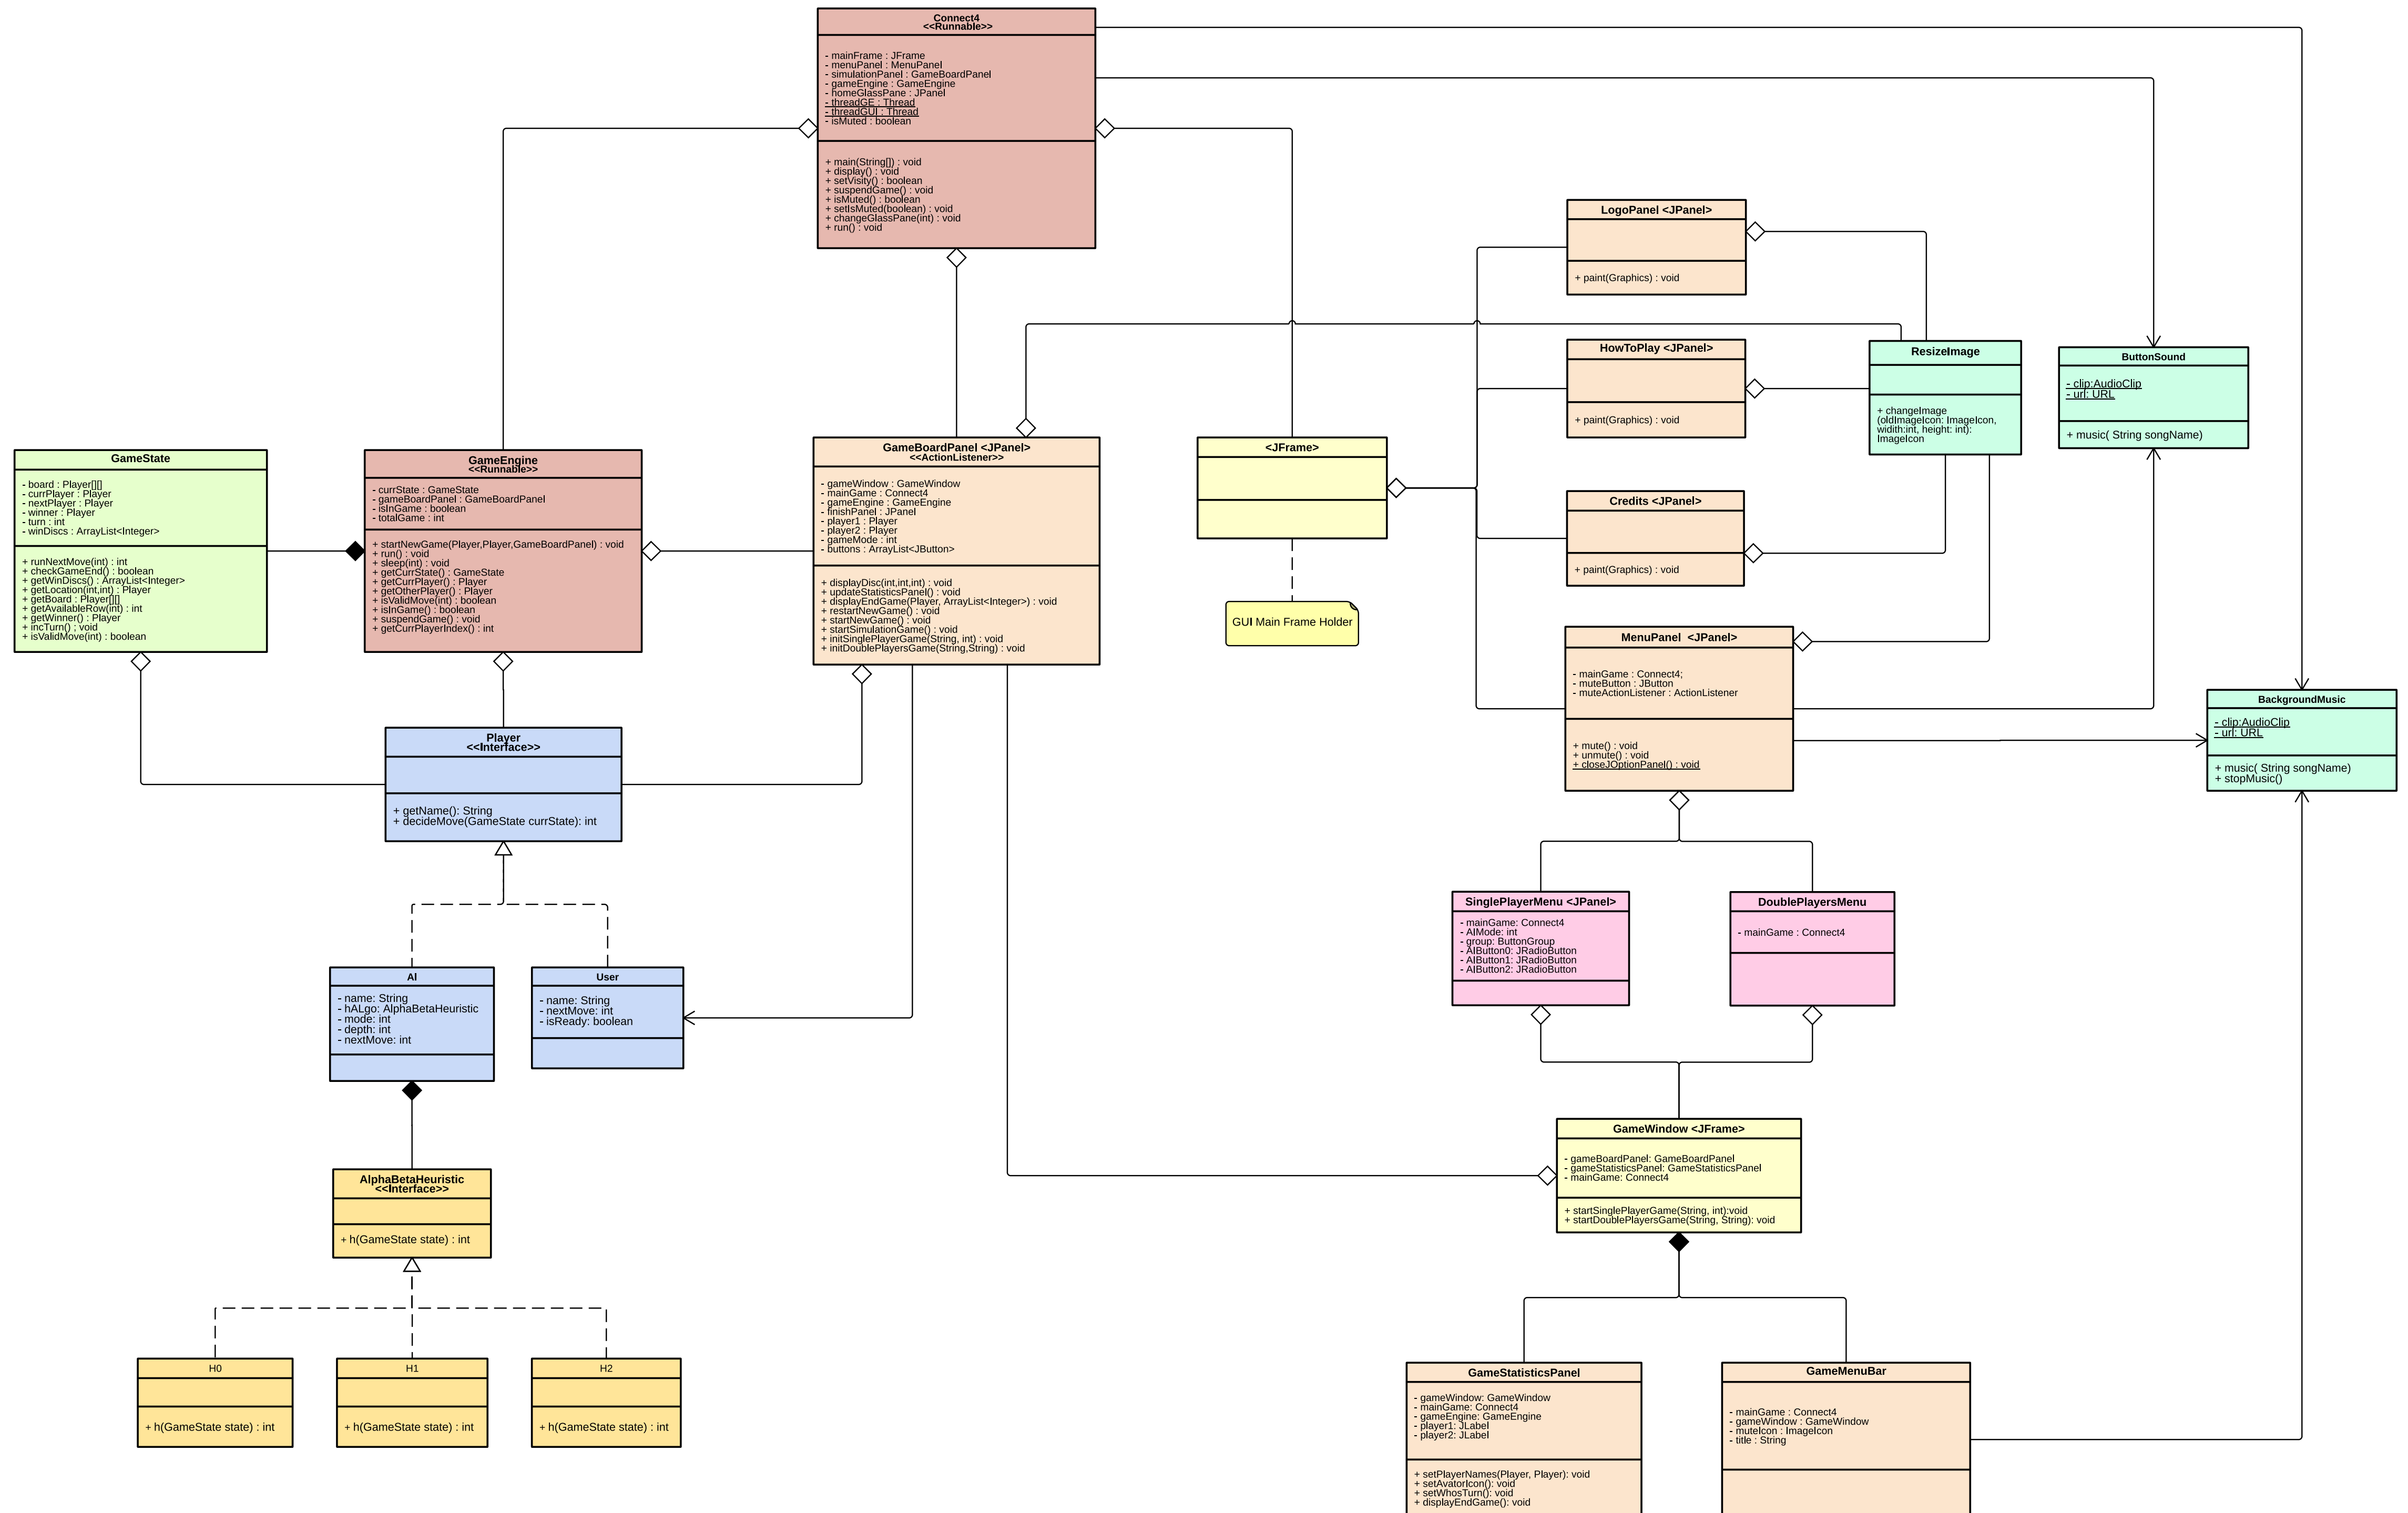 Connect4
<<Runnable>>
- mainFrame : JFrame
- menuPanel : MenuPanel
- simulationPanel : GameBoardPanel
- gameEngine : GameEngine
- homeGlassPane : JPanel
- threadGE : Thread
- threadGUI : Thread
- isMuted : boolean
+ main(String[]) : void
+ display() : void
+ setVisity() : boolean
+ suspendGame() : void
+ isMuted() : boolean
+ setIsMuted(boolean) : void
+ changeGlassPane(int) : void
+ run() : void
LogoPanel <JPanel>
+ paint(Graphics) : void
HowToPlay <JPanel>
+ paint(Graphics) : void
ResizeImage
+ changeImage
(oldImageIcon: ImageIcon,
widith:int, height: int):
ImageIcon
ButtonSound
- clip:AudioClip
- url: URL
+ music( String songName)
GameState
- board : Player[][]
- currPlayer : Player
- nextPlayer : Player
- winner : Player
- turn : int
- winDiscs : ArrayList<Integer>
+ runNextMove(int) : int
+ checkGameEnd() : boolean
+ getWinDiscs() : ArrayList<Integer>
+ getLocation(int,int) : Player
+ getBoard : Player[][]
+ getAvailableRow(int) : int
+ getWinner() : Player
+ incTurn() ; void
+ isValidMove(int) : boolean
GameEngine
<<Runnable>>
- currState : GameState
- gameBoardPanel : GameBoardPanel
- isInGame : boolean
- totalGame : int
+ startNewGame(Player,Player,GameBoardPanel) : void
+ run() : void
+ sleep(int) : void
+ getCurrState() : GameState
+ getCurrPlayer() : Player
+ getOtherPlayer() : Player
+ isValidMove(int) : boolean
+ isInGame() : boolean
+ suspendGame() : void
+ getCurrPlayerIndex() : int
GameBoardPanel <JPanel>
<<ActionListener>>
- gameWindow : GameWindow
- mainGame : Connect4
- gameEngine : GameEngine
- finishPanel : JPanel
- player1 : Player
- player2 : Player
- gameMode : int
- buttons : ArrayList<JButton>
+ displayDisc(int,int,int) : void
+ updateStatisticsPanel() : void
+ displayEndGame(Player, ArrayList<Integer>) : void
+ restartNewGame() : void
+ startNewGame() : void
+ startSimulationGame() : void
+ initSinglePlayerGame(String, int) : void
+ initDoublePlayersGame(String,String) : void
<JFrame>
GUI Main Frame Holder
Credits <JPanel>
+ paint(Graphics) : void
MenuPanel <JPanel>
- mainGame : Connect4;
- muteButton : JButton
- muteActionListener : ActionListener
+ mute() : void
+ unmute() : void
+ closeJOptionPanel() : void
BackgroundMusic
- clip:AudioClip
- url: URL
+ music( String songName)
+ stopMusic()
Player
<<Interface>>
+ getName(): String
+ decideMove(GameState currState): int
AI
- name: String
- hALgo: AlphaBetaHeuristic
- mode: int
- depth: int
- nextMove: int
User
- name: String
- nextMove: int
- isReady: boolean
SinglePlayerMenu <JPanel>
- mainGame: Connect4
- AIMode: int
- group: ButtonGroup
- AIButton0: JRadioButton
- AIButton1: JRadioButton
- AIButton2: JRadioButton
DoublePlayersMenu
- mainGame : Connect4
GameWindow <JFrame>
- gameBoardPanel: GameBoardPanel
- gameStatisticsPanel: GameStatisticsPanel
- mainGame: Connect4
+ startSinglePlayerGame(String, int):void
+ startDoublePlayersGame(String, String): void
AlphaBetaHeuristic
<<Interface>>
+ h(GameState state) : int
H0
+ h(GameState state) : int
H1
+ h(GameState state) : int
H2
+ h(GameState state) : int
GameStatisticsPanel
- gameWindow: GameWindow
- mainGame: Connect4
- gameEngine: GameEngine
- player1: JLabel
- player2: JLabel
+ setPlayerNames(Player, Player): void
+ setAvatorIcon(): void
+ setWhosTurn(): void
+ displayEndGame(): void
GameMenuBar
- mainGame : Connect4
- gameWindow : GameWindow
- muteIcon : ImageIcon
- title : String